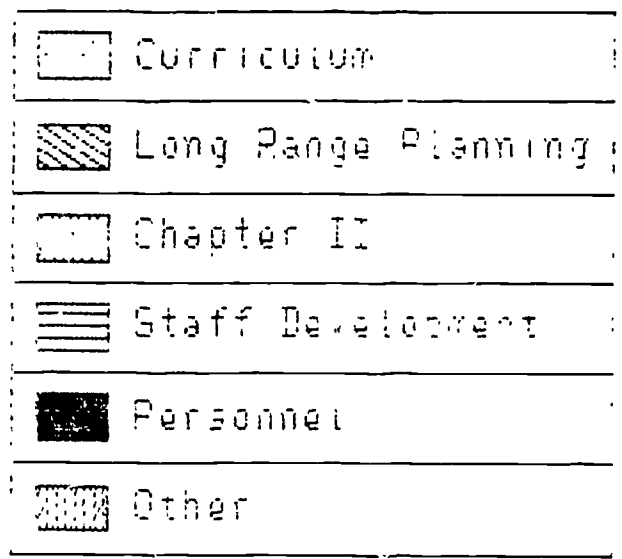 Curriculum
Long Range Planning
Chapter II
Staff Development
Personnel
Other